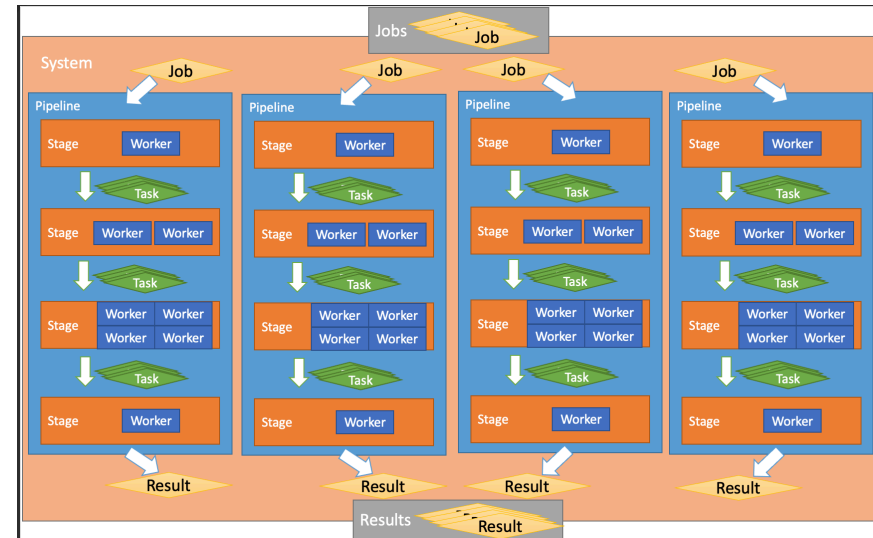 Jobs
Job
System
Job
Job
Job
Job
Pipeline
Pipeline
Pipeline
Pipeline
Stage Worker
Stage Worker
Stage Worker
Stage Worker
Task
Task
Task
Task
Stage Worker Worker
Stage Worker Worker
Stage Worker Worker
Stage Worker Worker
Task
Task
Task
Task
Worker Worker
Stage
Worker Worker
Worker Worker
Stage
Worker Worker
Worker Worker
Stage
Worker Worker
Worker Worker
Stage
Worker Worker
Task
Task
Task
Task
Stage Worker
Stage Worker
Stage Worker
Stage Worker
Result
Result
Result
Result
Results
Result